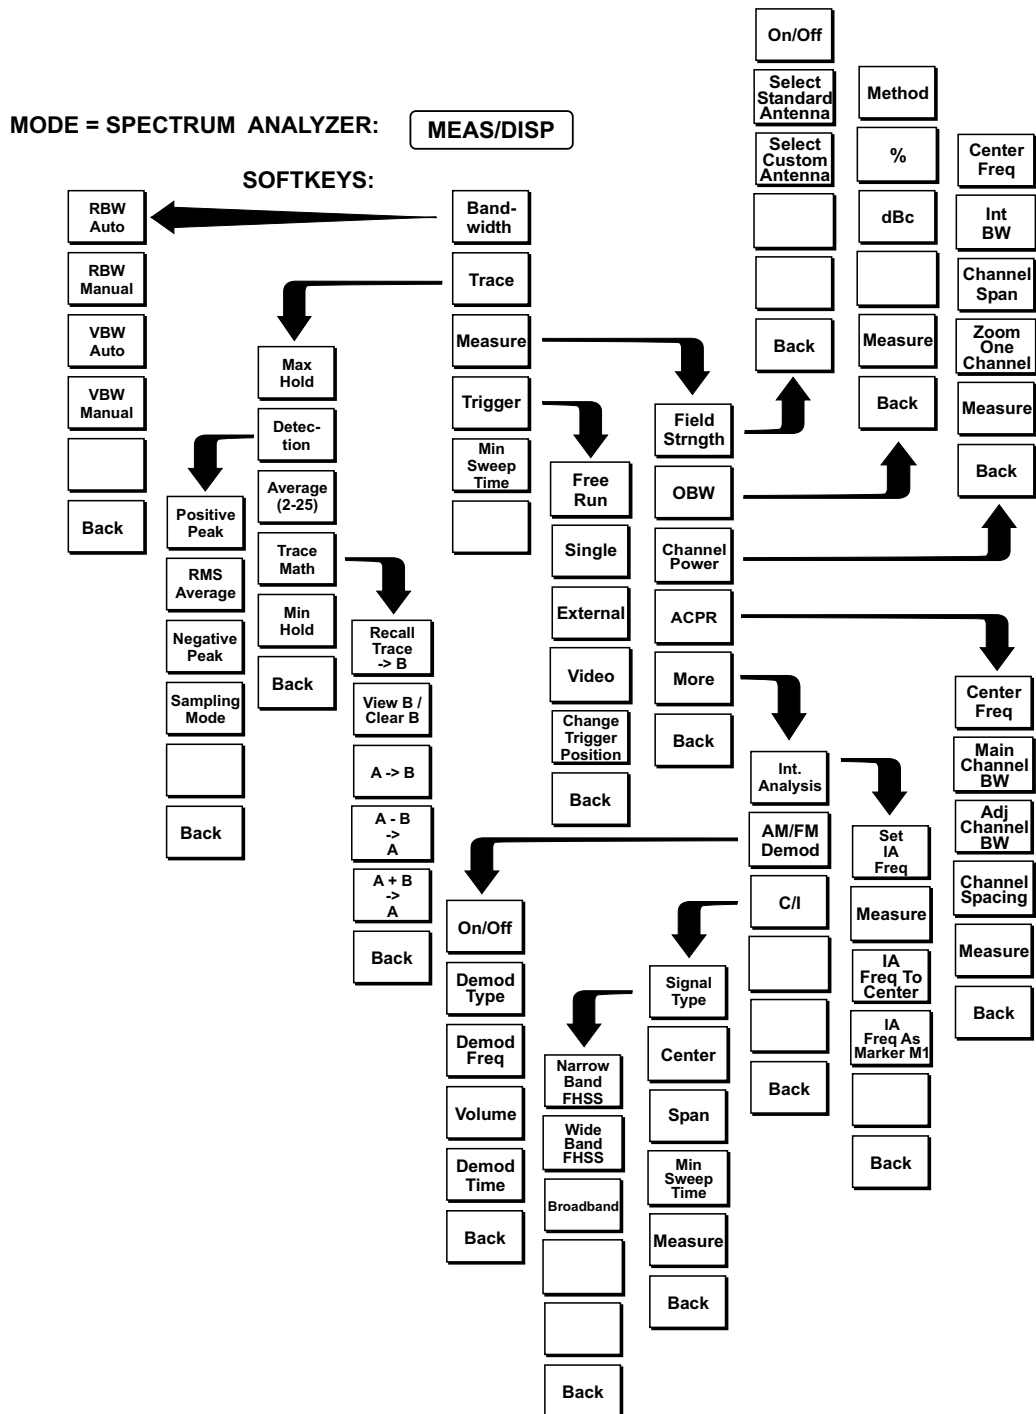 MODE = SPECTRUM ANALYZER:
MEAS/DISP
SOFTKEYS:
Band-
width
Trace
Measure
Trigger
Min
Sweep
Time
RBW
Auto
RBW
Manual
VBW
Auto
VBW
Manual
Back
Max
Hold
Detec-
tion
Average
(2-25)
Trace
Math
Min
Hold
Back
Positive
Peak
RMS
Average
Negative
Peak
Sampling
Mode
Back
Recall
Trace
-> B
View B /
Clear B
A -> B
A - B
->
A
A + B
->
A
Back
Free
Run
Single
External
Video
Change
Trigger
Position
Back
Field
Strngth
OBW
Channel
Power
ACPR
More
Back
On/Off
Select
Standard
Antenna
Select
Custom
Antenna
Back
Method
%
dBc
Measure
Back
Center
Freq
Int
BW
Channel
Span
Zoom
One
Channel
Measure
Back
Center
Freq
Main
Channel
BW
Adj
Channel
BW
Channel
Spacing
Measure
Back
Int.
Analysis
AM/FM
Demod
C/I
Back
Set
IA
Freq
Measure
IA
Freq To
Center
IA
Freq As
Marker M1
Back
On/Off
Demod
Type
Demod
Freq
Volume
Demod
Time
Back
Signal
Type
Center
Span
Min
Sweep
Time
Measure
Back
Narrow
Band
FHSS
Wide
Band
FHSS
Broadband
Back